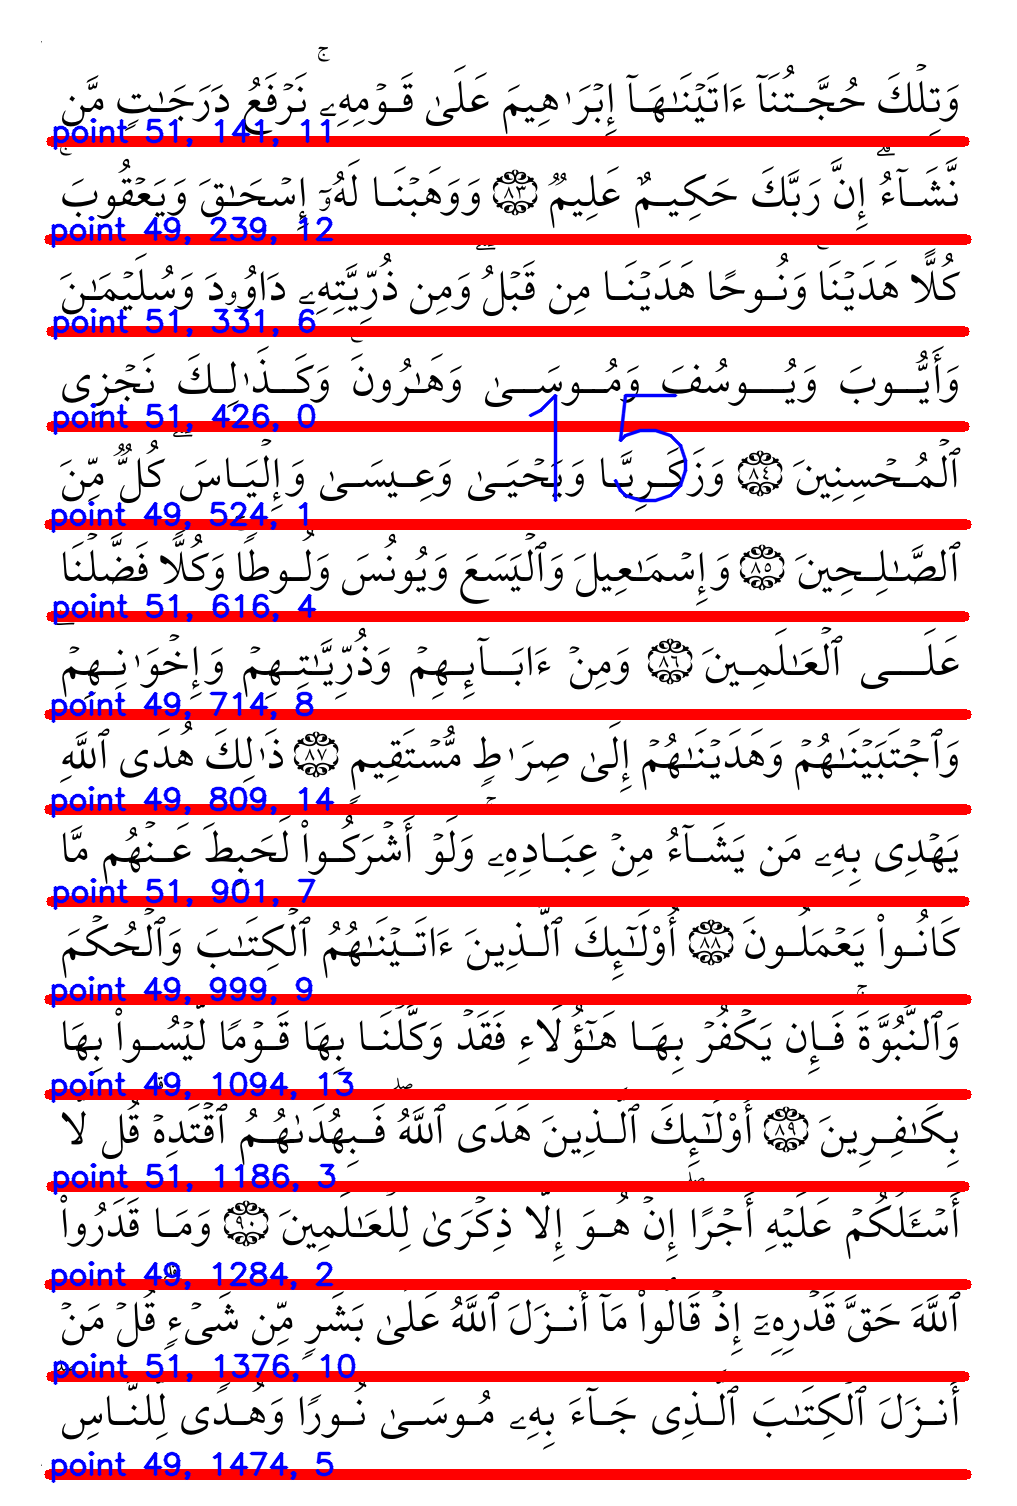 وَتِلْكَ حُجَّتُنَآ ءَاتَيْنَٰهَآ إِبْرَٰهِيمَ عَلَىٰ قَوْمِهِۦۚ نَرْفَعُ دَرَجَٰتٍ مَّن
point 51, 141, 11
نَّشَآءُۗ إِنَّ رَبَّكَ حَكِيمٌ عَلِيمٌ ٨٣ وَوَهَبْنَا لَهُۥٓ إِسْحَٰقَ وَيَعْقُوبَۚ
point 49, 239, 12
كُلًّا هَدَيْنَاۚ وَنُوحًا هَدَيْنَا مِن قَبْلُۖ وَمِن ذُرِّيَّتِهِۦ دَاوُۥدَ وَسُلَيْمَٰنَ
point 51, 331, 6
وَأَيُّوبَ وَيُوسُفَ وَمُوسَىٰ وَهَٰرُونَۚ وَكَذَٰلِكَ نَجْزِى
point 51, 426, 0
15
ٱلْمُحْسِنِينَ ٨٤ وَزَكَرِيَّا وَيَحْيَىٰ وَعِيسَىٰ وَإِلْيَاسَۖ كُلٌّ مِّنَ
point 49, 524, 1
ٱلصَّٰلِحِينَ ٨٥ وَإِسْمَٰعِيلَ وَٱلْيَسَعَ وَيُونُسَ وَلُوطًاۚ وَكُلًّا فَضَّلْنَا
point 51, 616, 4
عَلَى ٱلْعَٰلَمِينَ ٨٦ وَمِنْ ءَابَآئِهِمْ وَذُرِّيَّٰتِهِمْ وَإِخْوَٰنِهِمْۖ
point 49, 714, 8
وَٱجْتَبَيْنَٰهُمْ وَهَدَيْنَٰهُمْ إِلَىٰ صِرَٰطٍ مُّسْتَقِيمٍ ٨٧ ذَٰلِكَ هُدَى ٱللَّهِ
point 49, 809, 14
يَهْدِى بِهِۦ مَن يَشَآءُ مِنْ عِبَادِهِۦۚ وَلَوْ أَشْرَكُوا۟ لَحَبِطَ عَنْهُم مَّا
point 51, 901, 7
كَانُوا۟ يَعْمَلُونَ ٨٨ أُو۟لَٰٓئِكَ ٱلَّذِينَ ءَاتَيْنَٰهُمُ ٱلْكِتَٰبَ وَٱلْحُكْمَ
point 49, 999, 9
وَٱلنُّبُوَّةَۚ فَإِن يَكْفُرْ بِهَا هَٰٓؤُلَآءِ فَقَدْ وَكَّلْنَا بِهَا قَوْمًا لَّيْسُوا۟ بِهَا
point 49, 1094, 13
بِكَٰفِرِينَ ٨٩ أُو۟لَٰٓئِكَ ٱلَّذِينَ هَدَى ٱللَّهُۖ فَبِهُدَىٰهُمُ ٱقْتَدِهْۗ قُل لَّآ
point 51, 1186, 3
أَسْـَٔلُكُمْ عَلَيْهِ أَجْرًاۖ إِنْ هُوَ إِلَّا ذِكْرَىٰ لِلْعَٰلَمِينَ ٩٠ وَمَا قَدَرُوا۟
point 49, 1284, 2
ٱللَّهَ حَقَّ قَدْرِهِۦٓ إِذْ قَالُوا۟ مَآ أَنزَلَ ٱللَّهُ عَلَىٰ بَشَرٍ مِّن شَىْءٍۗ قُلْ مَنْ
point 51, 1376, 10
أَنزَلَ ٱلْكِتَٰبَ ٱلَّذِى جَآءَ بِهِۦ مُوسَىٰ نُورًا وَهُدًى لِّلنَّاسِۖ
point 49, 1474, 5